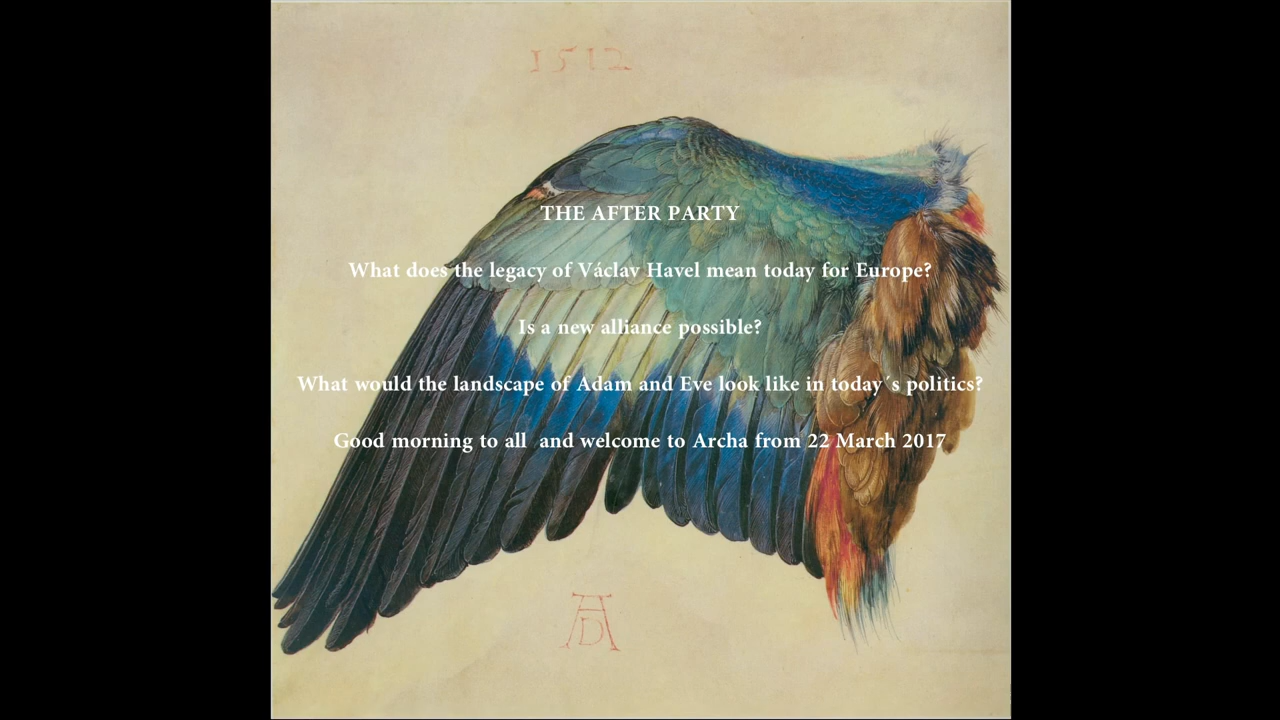 1512
THE AFTER PARTY
What does the legacy of Václav Havel mean today for Europe?
Is a new alliance possible?
What would the landscape of Adam and Eve look like in today´s politics?
Good morning to all  and welcome to Archa from 22 March 2017
AD